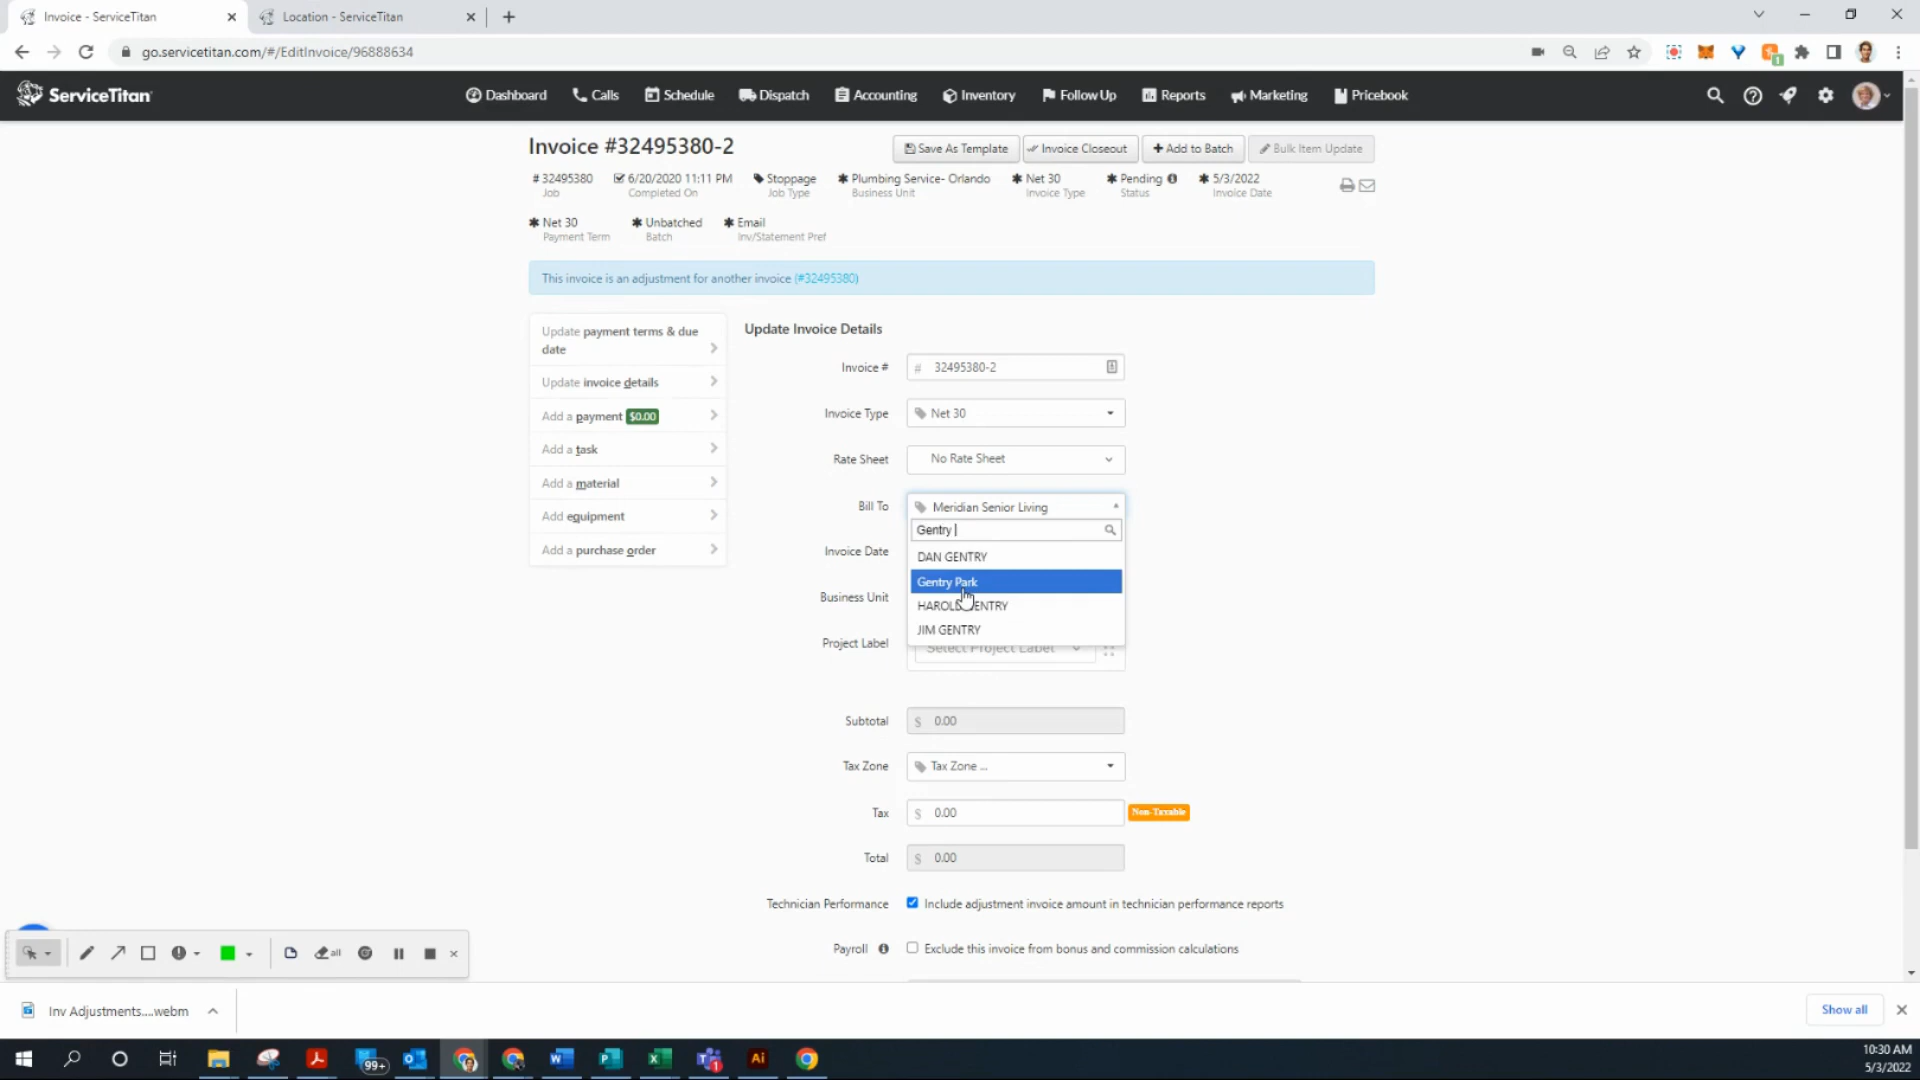 Invoice - ServiceTitan
Location - ServiceTitan
go.servicetitan.com/#/EditInvoice/96888634
1
ServiceTitan
Dashboard
Calls
Schedule
Dispatch
Accounting
Inventory
Follow Up
Reports
Marketing
Pricebook
Invoice #32495380-2
Save As Template
Invoice Closeout
Add to Batch
Bulk Item Update
# 32495380
Job
6/20/2020 11:11 PM
Completed On
Stoppage
Job Type
Plumbing Service- Orlando
Business Unit
Net 30
Invoice Type
Pending
Status
5/3/2022
Invoice Date
Net 30
Payment Term
Unbatched
Batch
Email
Inv/Statement Pref
This invoice is an adjustment for another invoice (#32495380)
Update payment terms & due
date
Update invoice details
Add a payment $0.00
Add a task
Add a material
Add equipment
Add a purchase order
Update Invoice Details
Invoice # # 32495380-2
Invoice Type Net 30
Rate Sheet No Rate Sheet
Bill To Meridian Senior Living
Gentry
DAN GENTRY
Gentry Park
JIM GENTRY
Invoice Date
Business Unit
Project Label Select Project Label
Subtotal $ 0.00
Tax Zone Tax Zone ...
Tax $ 0.00 Non-Taxable
Total $ 0.00
Technician Performance Include adjustment invoice amount in technician performance reports
Payroll Exclude this invoice from bonus and commission calculations
all
Inv Adjustments....webm
Show all
99+
10:30 AM
5/3/2022